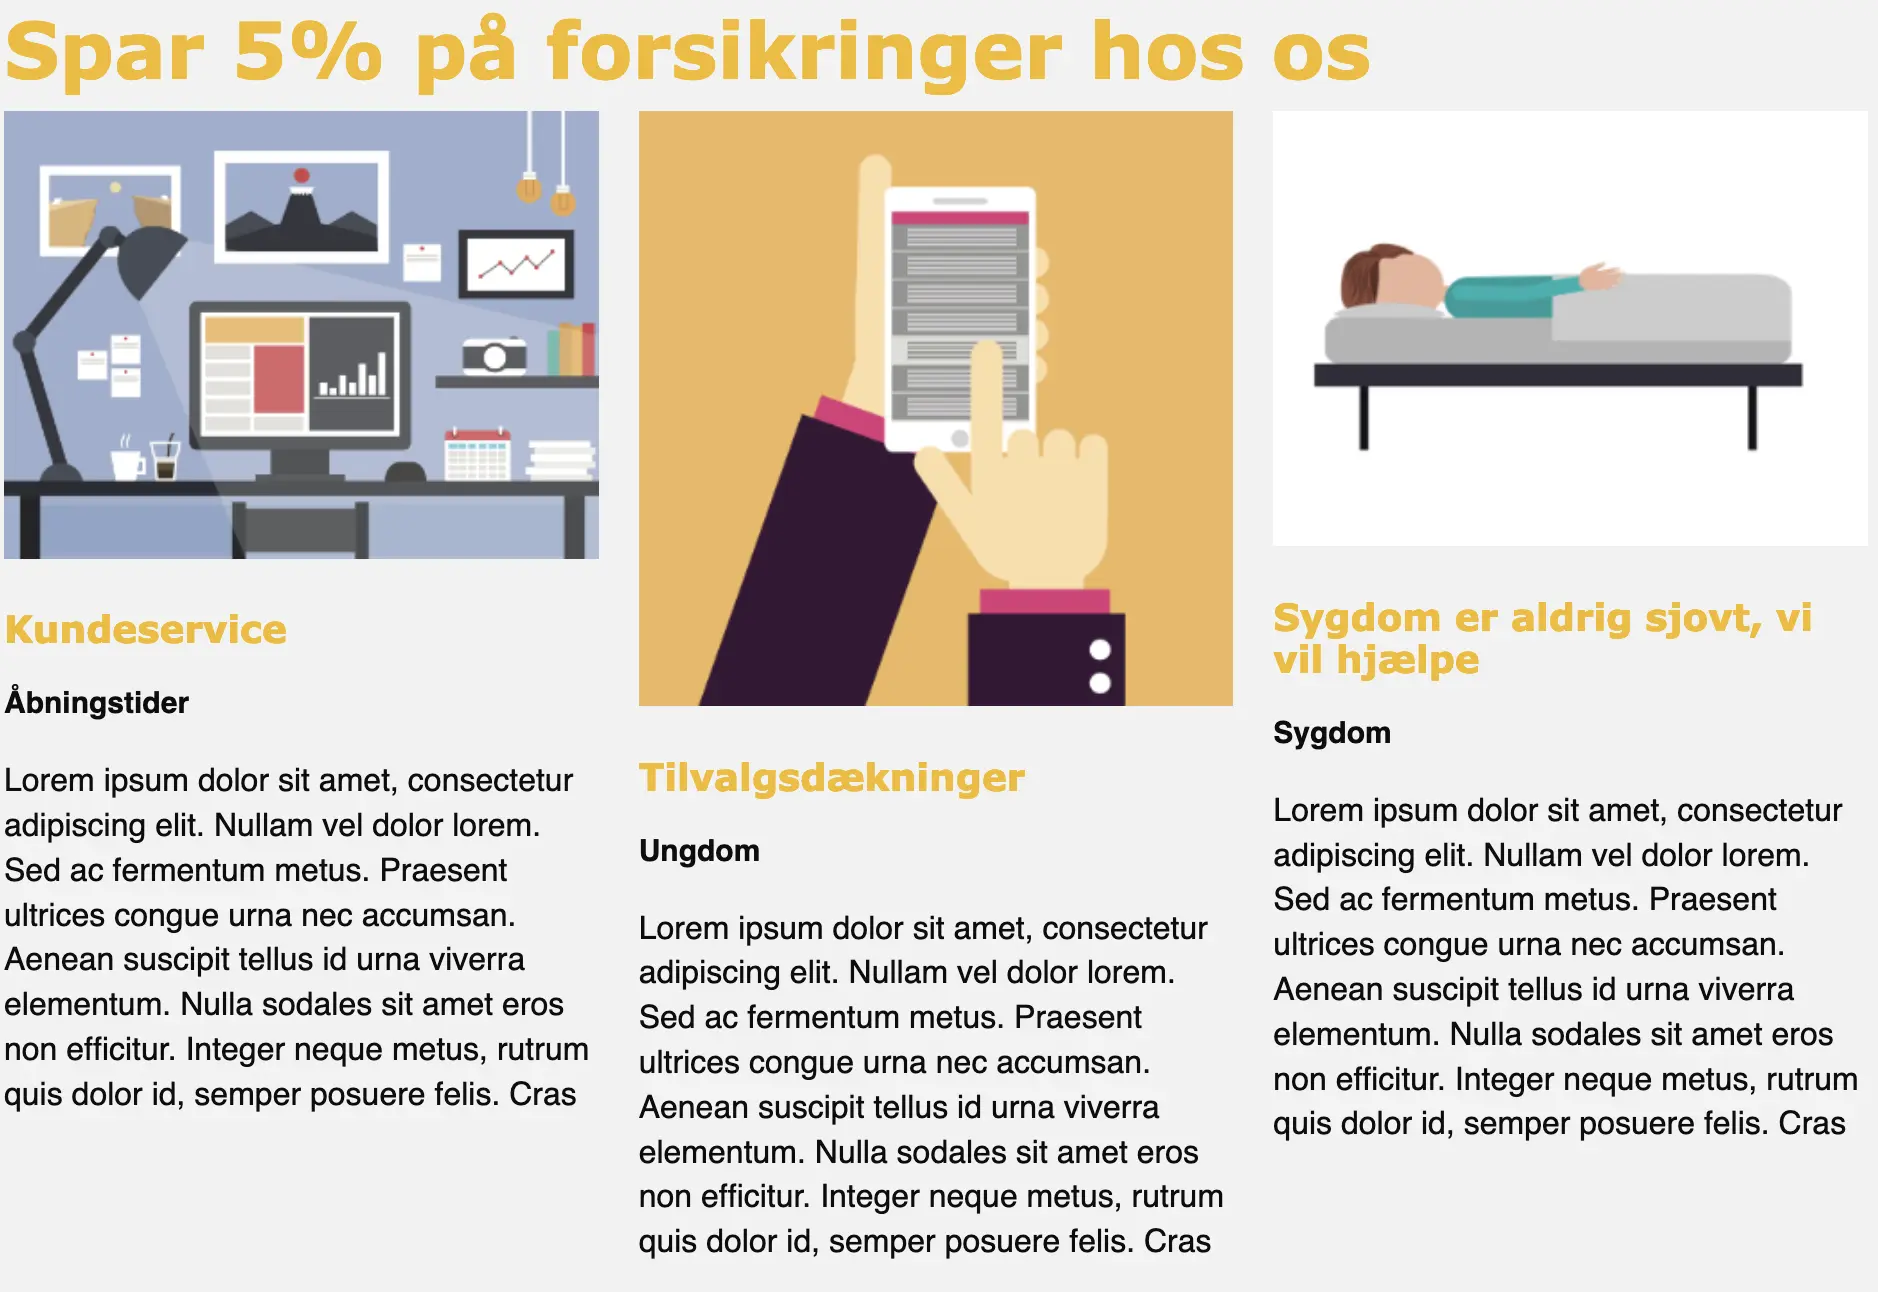 Spar 5% på forsikringer hos os
Kundeservice
Åbningstider
Lorem ipsum dolor sit amet, consectetur
adipiscing elit. Nullam vel dolor lorem.
Sed ac fermentum metus. Praesent
ultrices congue urna nec accumsan.
Aenean suscipit tellus id urna viverra
elementum. Nulla sodales sit amet eros
non efficitur. Integer neque metus, rutrum
quis dolor id, semper posuere felis. Cras
Tilvalgsdækninger
Ungdom
Lorem ipsum dolor sit amet, consectetur
adipiscing elit. Nullam vel dolor lorem.
Sed ac fermentum metus. Praesent
ultrices congue urna nec accumsan.
Aenean suscipit tellus id urna viverra
elementum. Nulla sodales sit amet eros
non efficitur. Integer neque metus, rutrum
quis dolor id, semper posuere felis. Cras
Sygdom er aldrig sjovt, vi
vil hjælpe
Sygdom
Lorem ipsum dolor sit amet, consectetur
adipiscing elit. Nullam vel dolor lorem.
Sed ac fermentum metus. Praesent
ultrices congue urna nec accumsan.
Aenean suscipit tellus id urna viverra
elementum. Nulla sodales sit amet eros
non efficitur. Integer neque metus, rutrum
quis dolor id, semper posuere felis. Cras